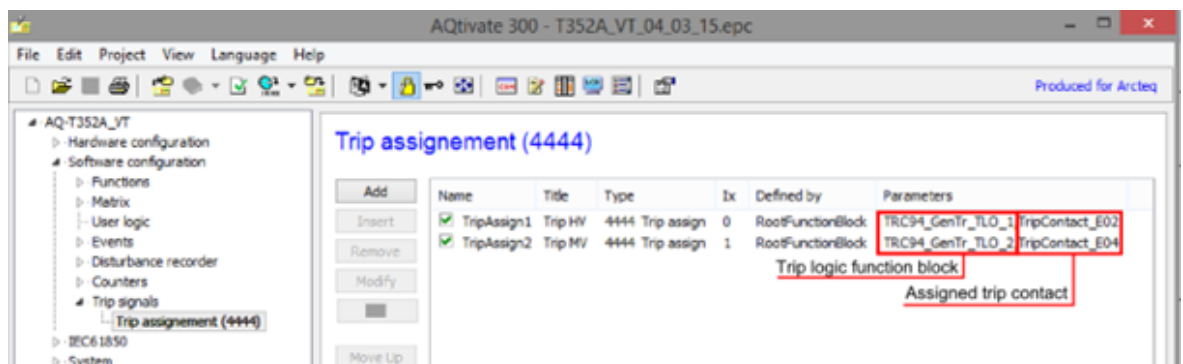 AQtivate 300 - T352A_VT_04_03_15.epc
File Edit Project View Language Help
Produced for Arcteq
AQ-T352A_VT
Hardware configuration
Software configuration
Functions
Matrix
User logic
Events
Disturbance recorder
Counters
Trip signals
Trip assignement (4444)
IEC61850
System
Trip assignement (4444)
Add
Insert
Remove
Modify
Move Up
Name Title Type Ix Defined by Parameters
TripAssign1 Trip HV 4444 Trip assign 0 RootFunctionBlock TRC94_GenTr_TLO_1 TripContact_E02
TripAssign2 Trip MV 4444 Trip assign 1 RootFunctionBlock TRC94_GenTr_TLO_2 TripContact_E04
Trip logic function block
Assigned trip contact